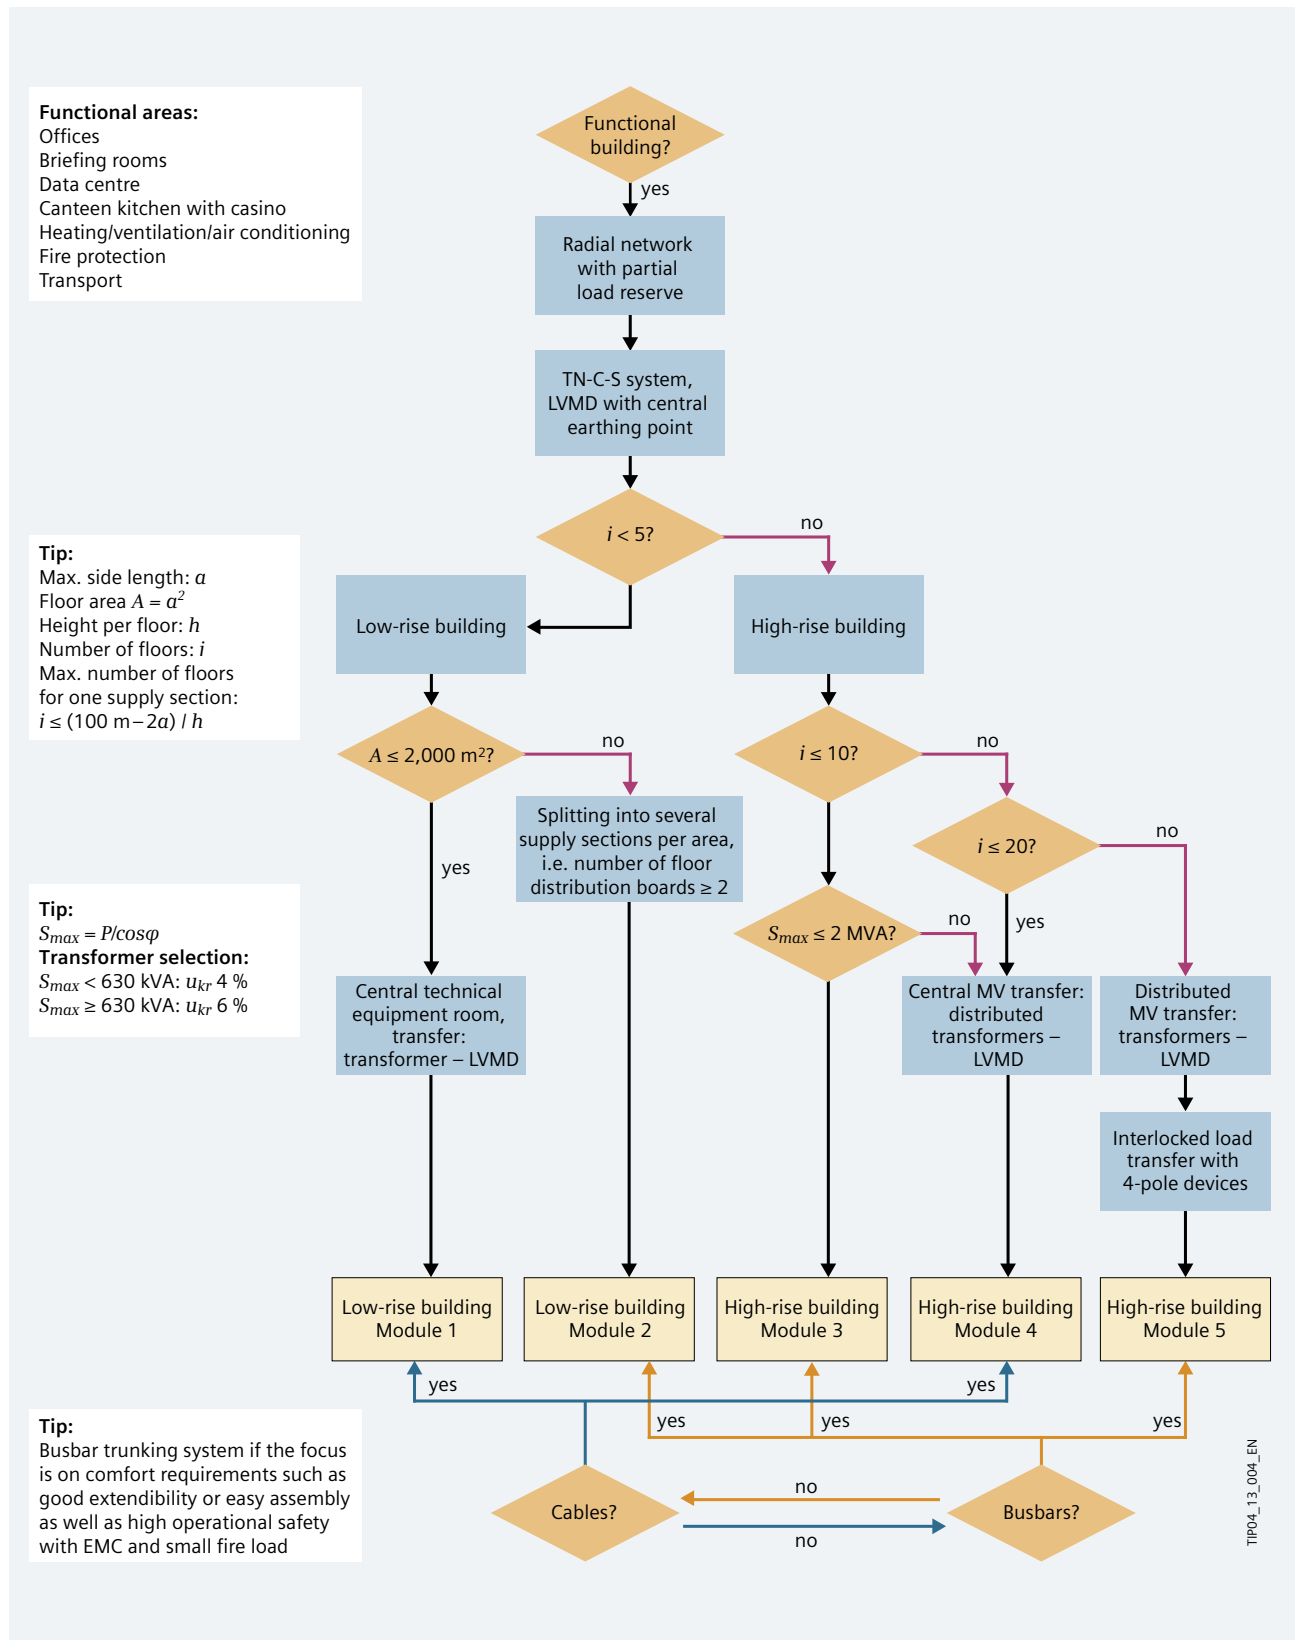 Functional areas:
Offices
Briefing rooms
Data centre
Canteen kitchen with casino
Heating/ventilation/air conditioning
Fire protection
Transport
Functional
building?
yes
Radial network
with partial
load reserve
TN-C-S system,
LVMD with central
earthing point
i < 5?
no
Tip:
Max. side length: a
Floor area A = a²
Height per floor: h
Number of floors: i
Max. number of floors
for one supply section:
i ≤ (100 m – 2a) / h
Low-rise building
High-rise building
A ≤ 2,000 m²?
no
yes
Splitting into several
supply sections per area,
i.e. number of floor
distribution boards ≥ 2
i ≤ 10?
no
i ≤ 20?
no
yes
Smax ≤ 2 MVA?
no
Tip:
Smax = P/cosφ
Transformer selection:
Smax < 630 kVA: ukr 4 %
Smax ≥ 630 kVA: ukr 6 %
Central technical
equipment room,
transfer:
transformer – LVMD
Central MV transfer:
distributed
transformers –
LVMD
Distributed
MV transfer:
transformers –
LVMD
Interlocked load
transfer with
4-pole devices
Low-rise building
Module 1
Low-rise building
Module 2
High-rise building
Module 3
High-rise building
Module 4
High-rise building
Module 5
yes
yes
yes
yes
yes
Tip:
Busbar trunking system if the focus
is on comfort requirements such as
good extendibility or easy assembly
as well as high operational safety
with EMC and small fire load
Cables?
no
no
Busbars?
TIP04_13_004_EN